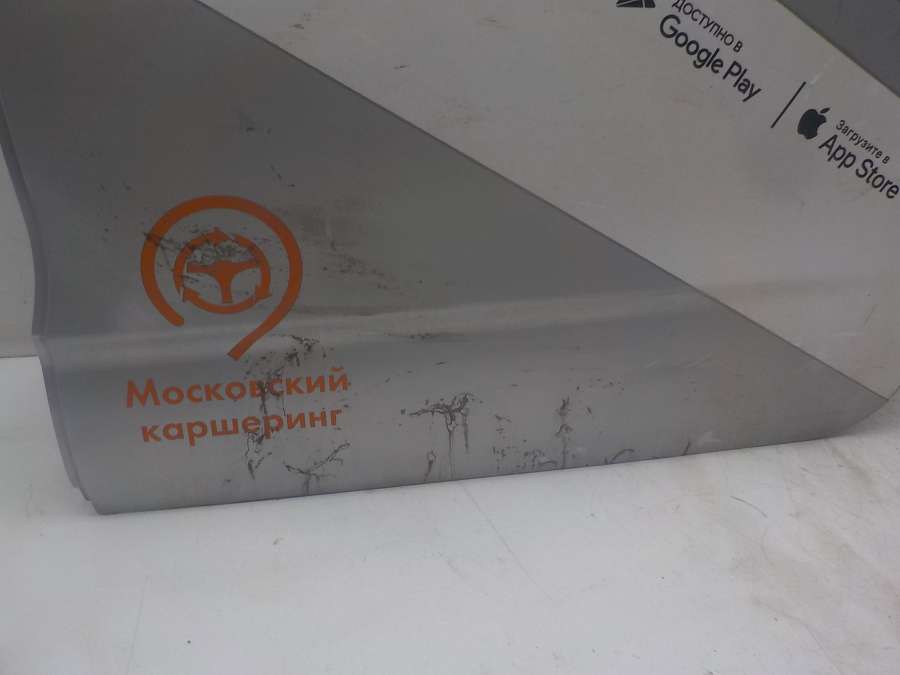 ДОСТУПНО В
Google Play
Загрузите в
App Store
Московский
каршеринг